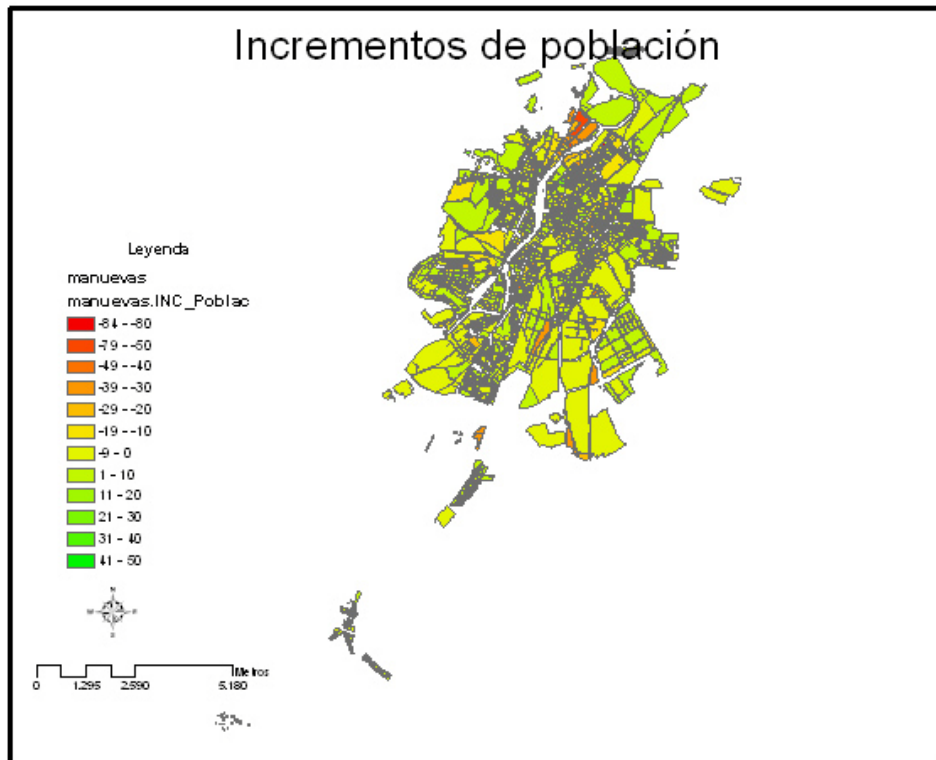 Incrementos de población
Leyenda
manuevas
manuevas.INC_Poblac
-84 - -80
-79 - -50
-49 - -40
-39 - -30
-29 - -20
-19 - -10
-9 - 0
1 - 10
11 - 20
21 - 30
31 - 40
41 - 50
N
S
Metros
0 1.295 2.590 5.180